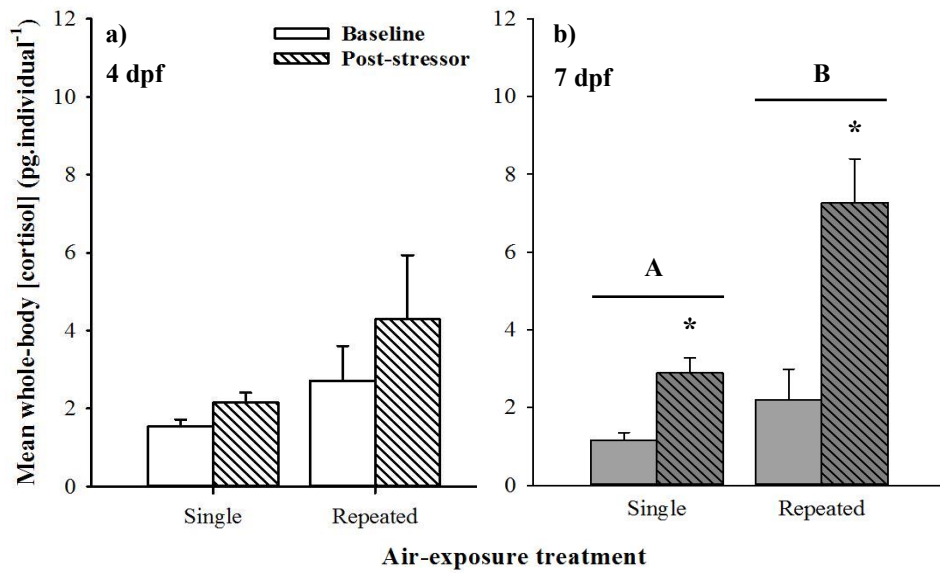 Mean whole-body [cortisol] (pg.individual⁻¹)
12
10
8
6
4
2
0
a)
4 dpf
Baseline
Post-stressor
Single
Repeated
12
10
8
6
4
2
0
b)
7 dpf
A
*
B
*
Single
Repeated
Air-exposure treatment